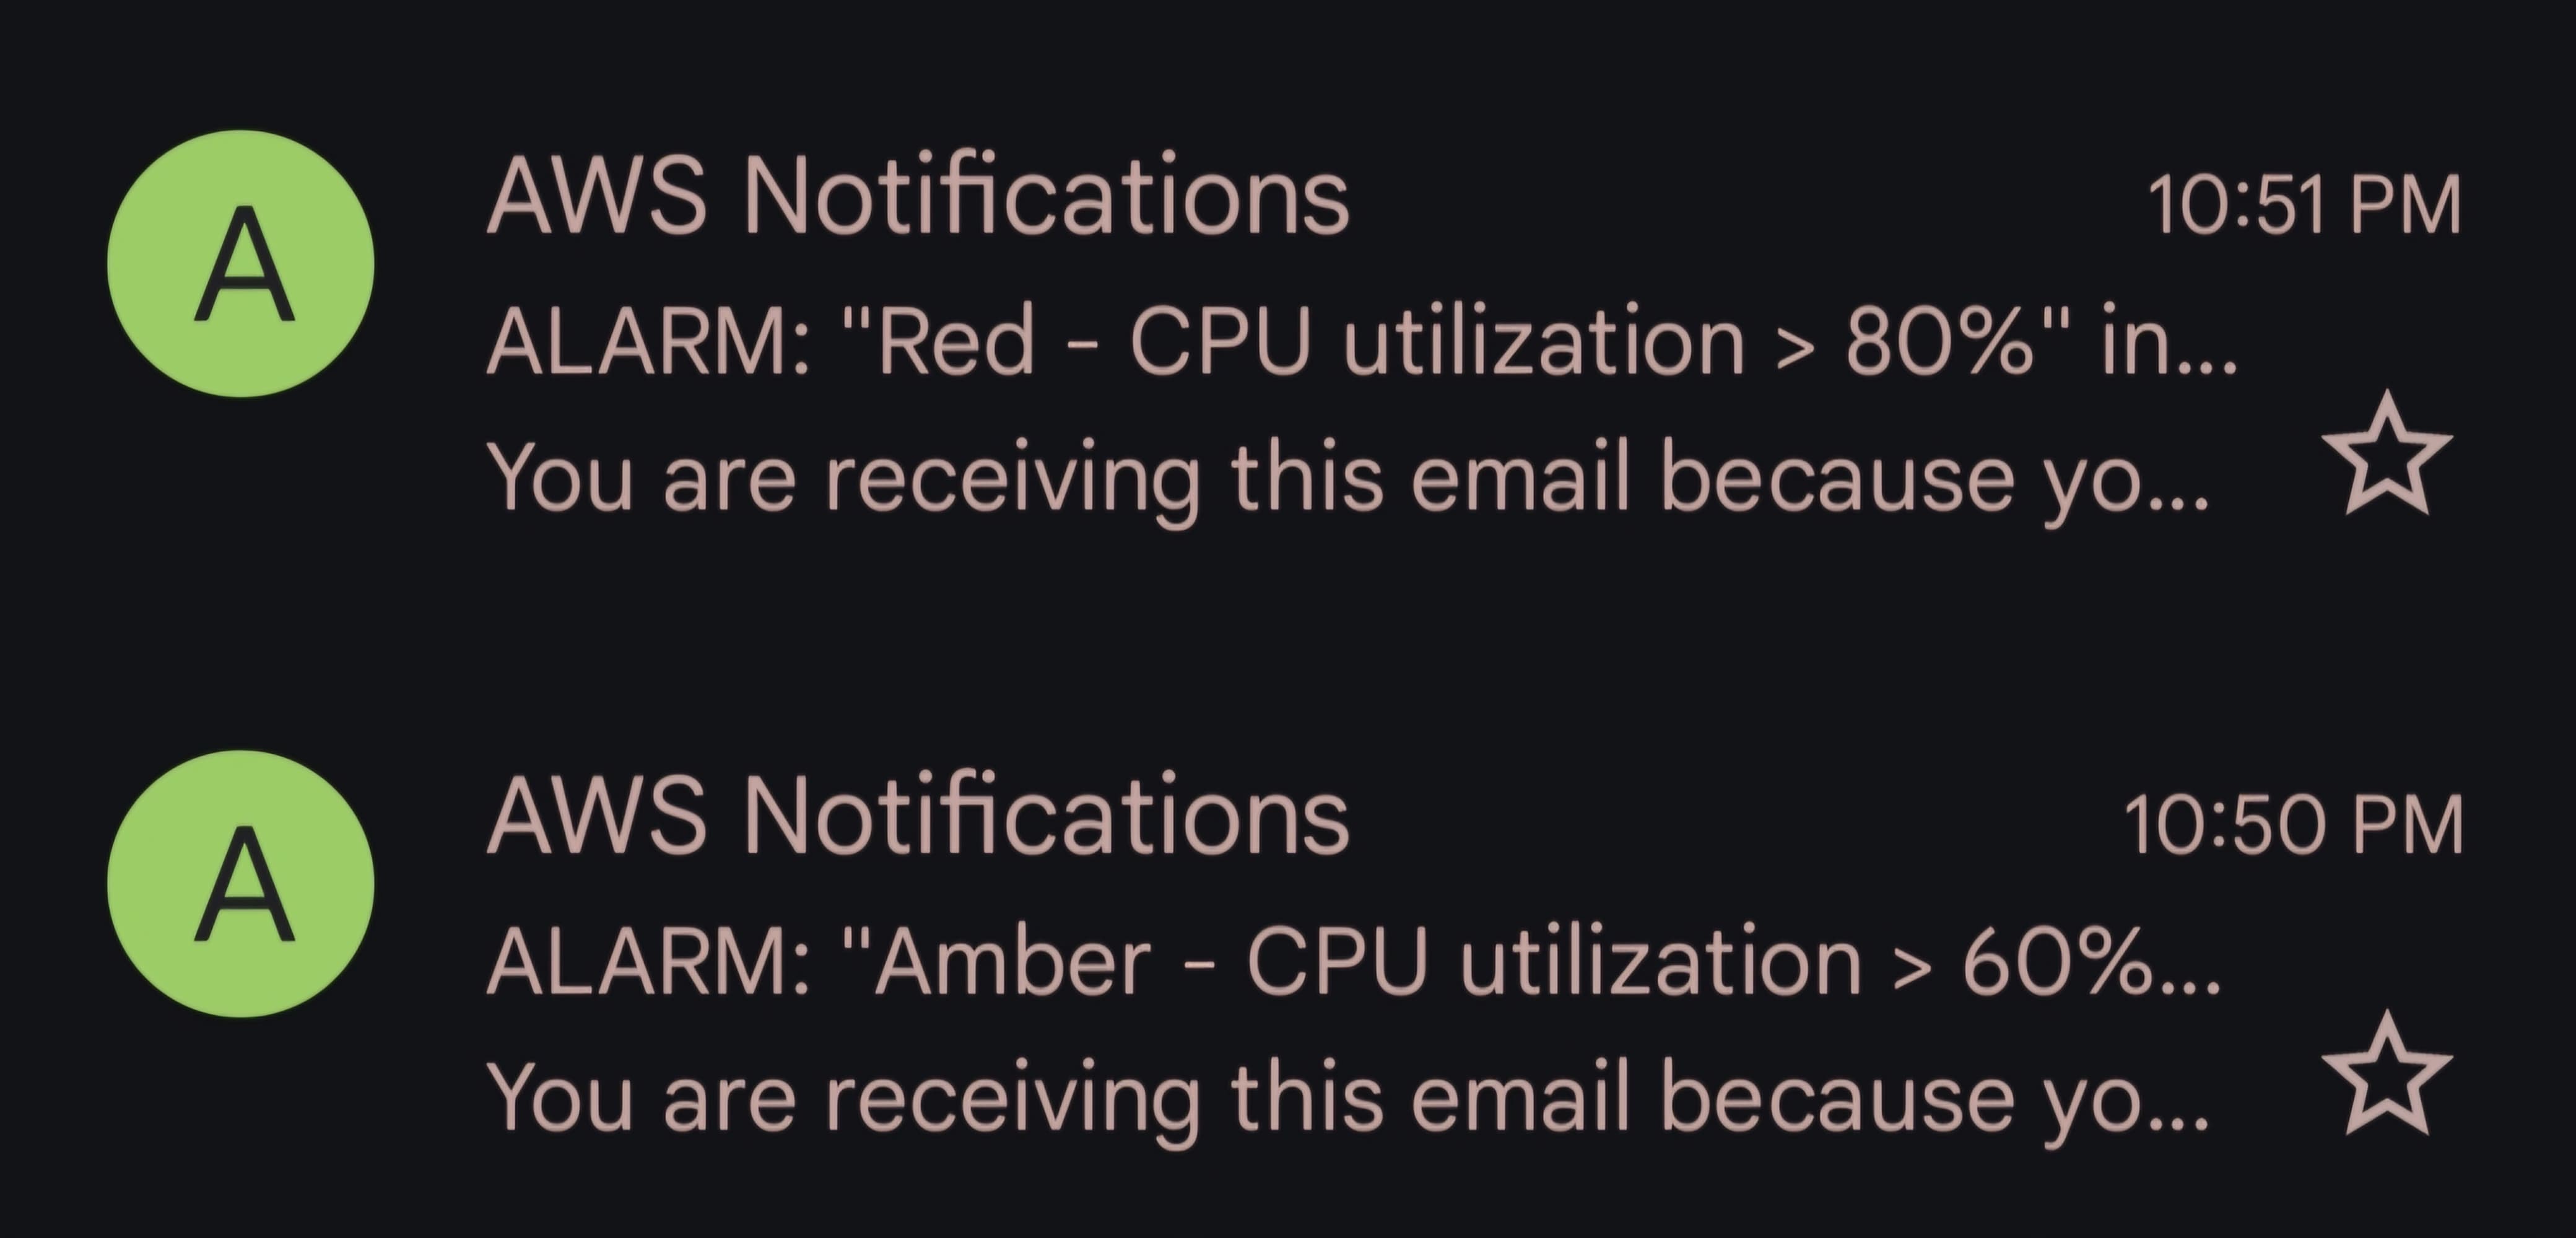 A
AWS Notifications
10:51 PM
ALARM: "Red - CPU utilization > 80%" in...
You are receiving this email because yo...
A
AWS Notifications
10:50 PM
ALARM: "Amber - CPU utilization > 60%...
You are receiving this email because yo...